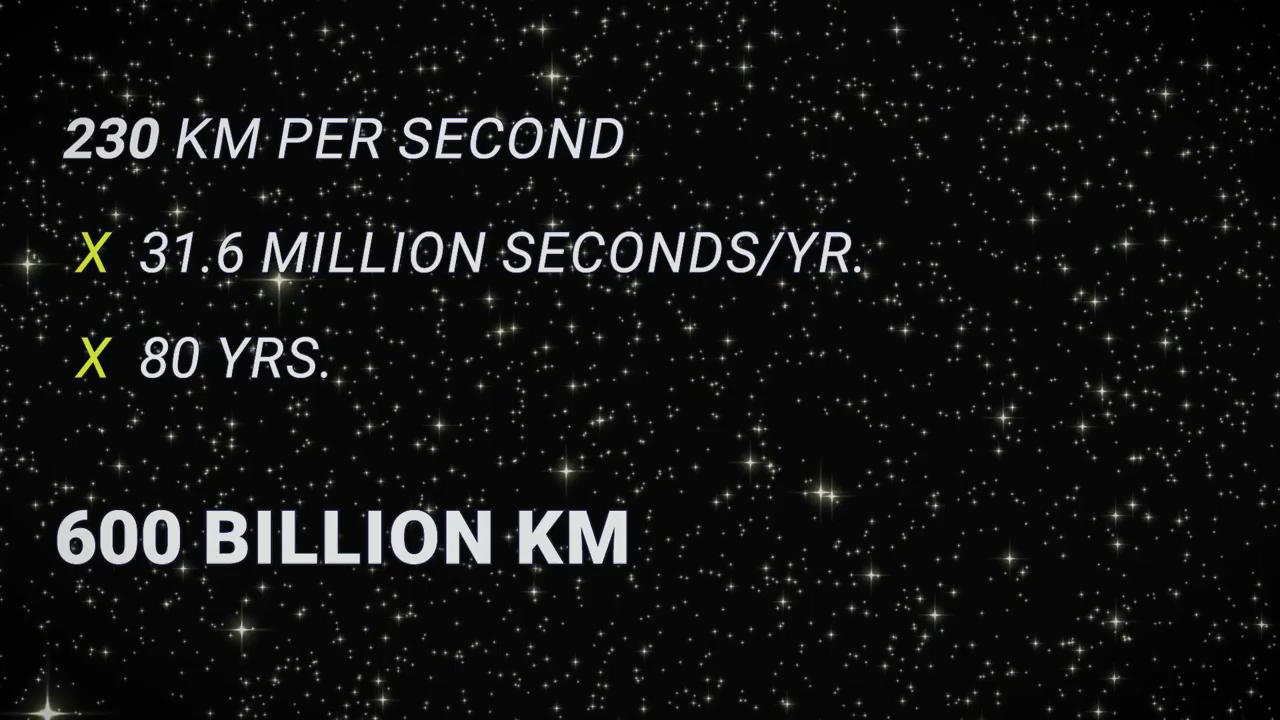 230 KM PER SECOND
X 31.6 MILLION SECONDS/YR.
X 80 YRS.
600 BILLION KM